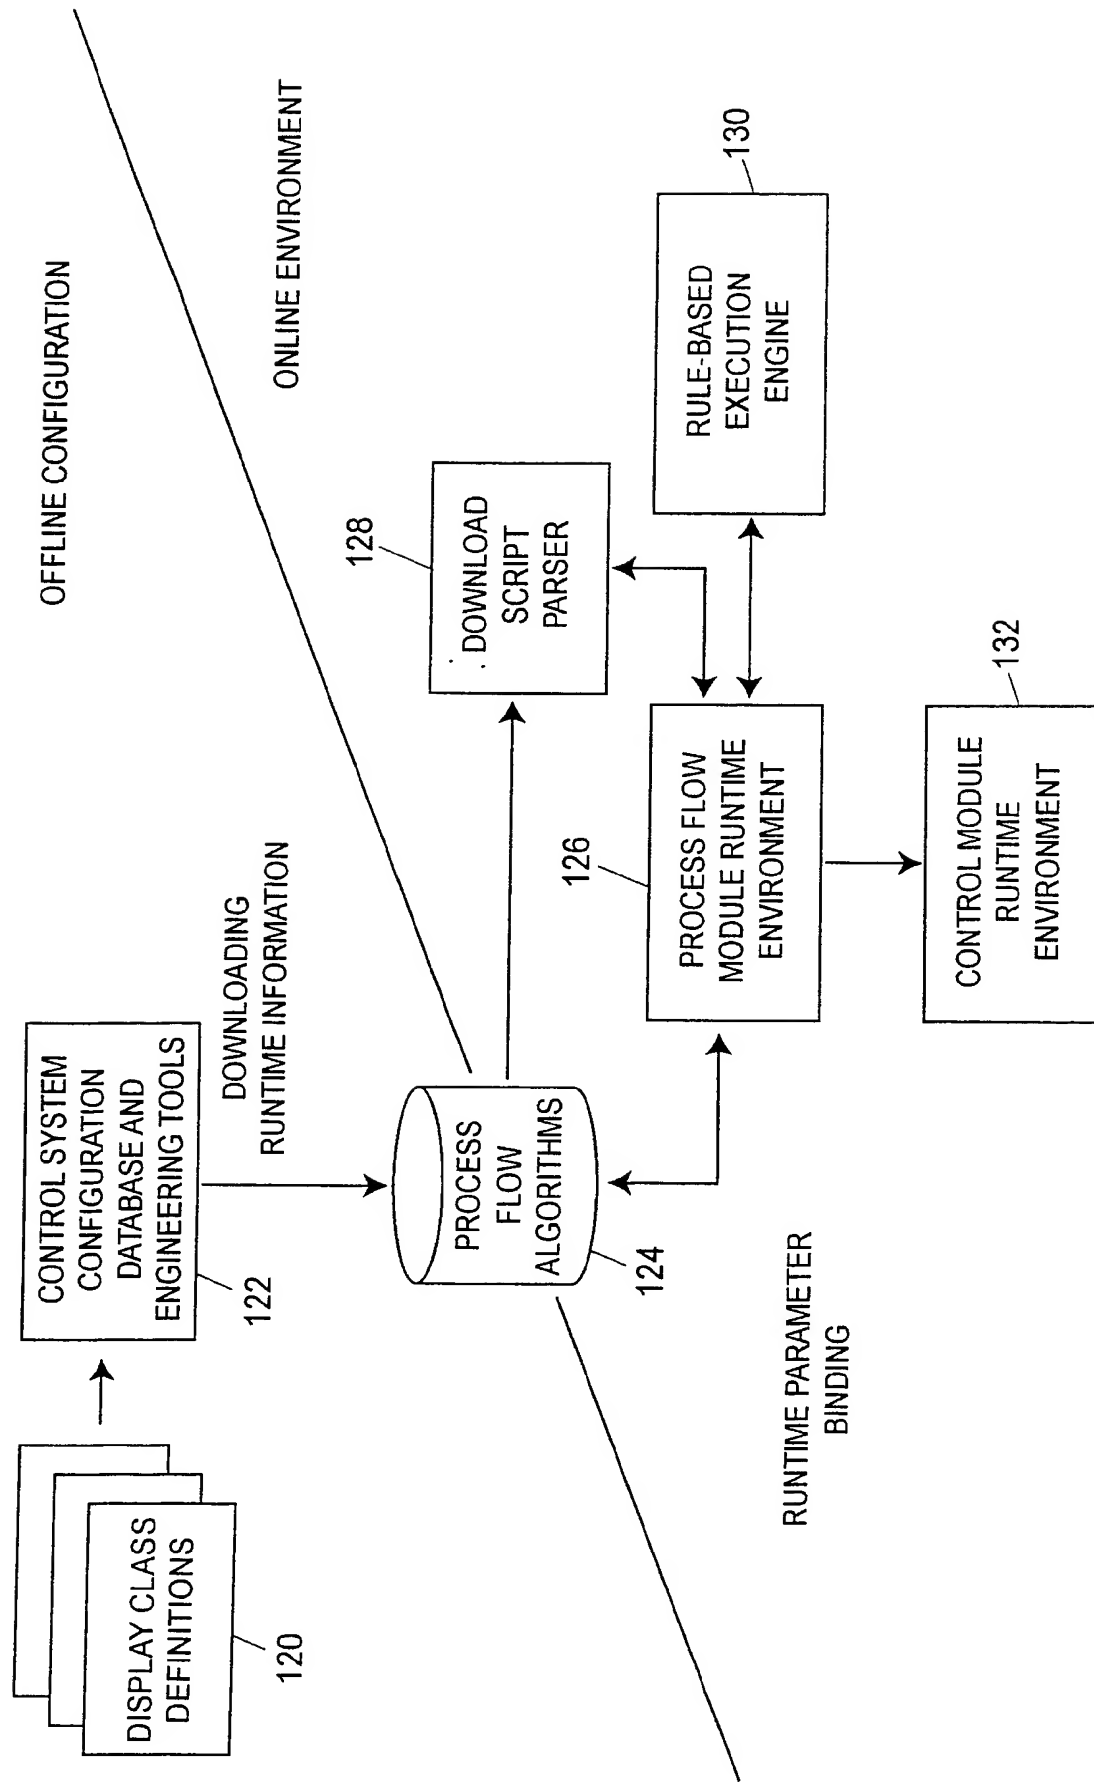 OFFLINE CONFIGURATION
ONLINE ENVIRONMENT
DISPLAY CLASS
DEFINITIONS
120
CONTROL SYSTEM
CONFIGURATION
DATABASE AND
ENGINEERING TOOLS
122
DOWNLOADING
RUNTIME INFORMATION
PROCESS
FLOW
ALGORITHMS
124
DOWNLOAD
SCRIPT
PARSER
128
RULE-BASED
EXECUTION
ENGINE
130
PROCESS FLOW
MODULE RUNTIME
ENVIRONMENT
126
RUNTIME PARAMETER
BINDING
CONTROL MODULE
RUNTIME
ENVIRONMENT
132